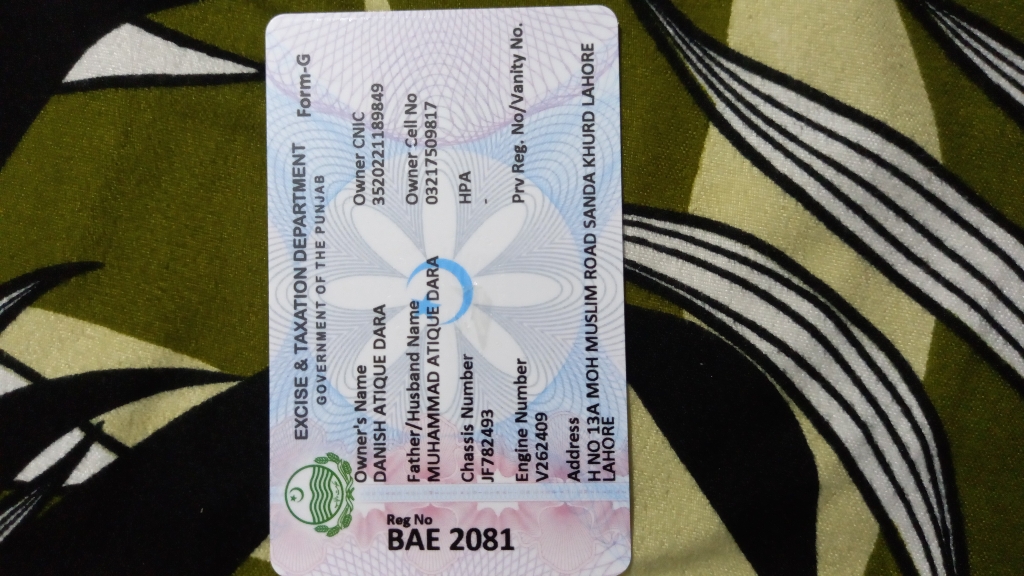 EXCISE & TAXATION DEPARTMENT Form-G
GOVERNMENT OF THE PUNJAB
Owner's Name
DANISH ATIQUE DARA
Owner CNIC
3520221189849
Father/Husband Name
MUHAMMAD ATIQUE DARA
Owner Cell No
03217509817
Chassis Number
JF782493
HPA
-
Engine Number
V262409
Prv Reg. No/Vanity No.
Address
H NO 13A MOH MUSLIM ROAD SANDA KHURD LAHORE
LAHORE
Reg No
BAE 2081